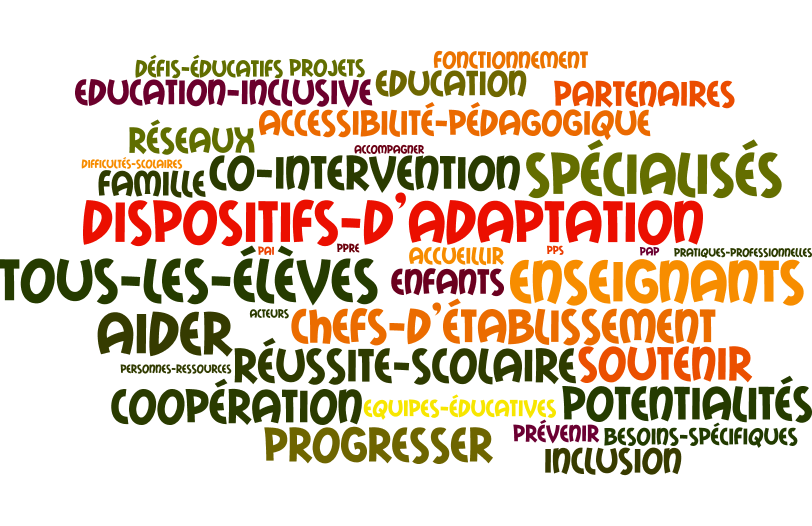 FONCTIONNEMENT
DÉFIS-ÉDUCATIFS PROJETS
EDUCATION-INCLUSIVE EDUCATION PARTENAIRES
RÉSEAUX ACCESSIBILITÉ-PÉDAGOGIQUE
ACCOMPAGNER
DIFFICULTÉS-SCOLAIRES
FAMILLE CO-INTERVENTION SPÉCIALISÉS
DISPOSITIFS-D'ADAPTATION
PAI PPRE ACCUEILLIR PPS PAP PRATIQUES-PROFESSIONNELLES
TOUS-LES-ÉLÈVES ENFANTS ENSEIGNANTS
ACTEURS
AIDER CHEFS-D'ÉTABLISSEMENT
PERSONNES-RESSOURCES RÉUSSITE-SCOLAIRE SOUTENIR
COOPÉRATION EQUIPES-ÉDUCATIVES POTENTIALITÉS
PROGRESSER PRÉVENIR BESOINS-SPÉCIFIQUES
INCLUSION